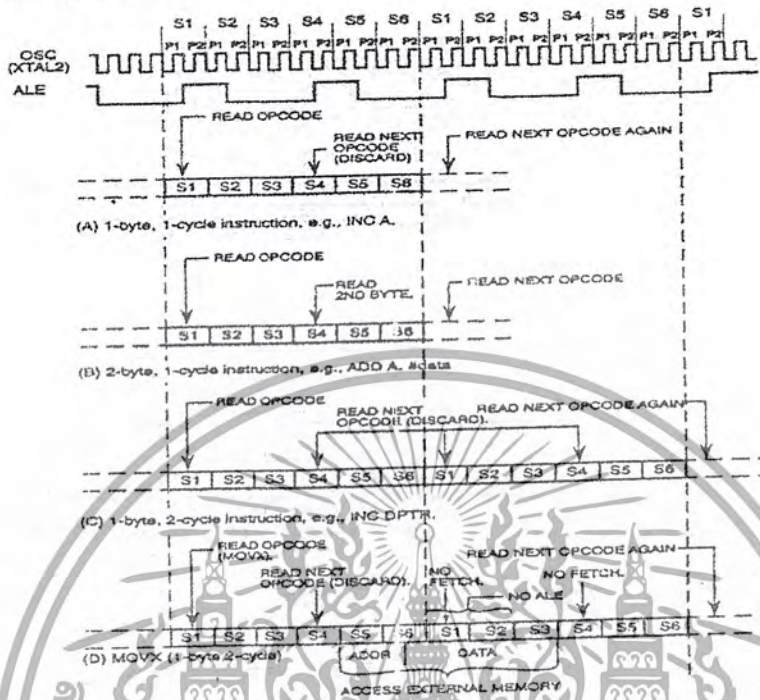 S1 S2 S3 S4 S5 S6 S1 S2 S3 S4 S5 S6 S1
P1 P2 P1 P2 P1 P2 P1 P2 P1 P2 P1 P2 P1 P2 P1 P2 P1 P2 P1 P2 P1 P2 P1 P2 P1 P2
OSC
(XTAL2)
ALE
READ OPCODE
READ NEXT
OPCODE
(DISCARD)
READ NEXT OPCODE AGAIN
S1 S2 S3 S4 S5 S6
(A) 1-byte, 1-cycle instruction, e.g., INC A.
READ OPCODE
READ
2ND BYTE.
READ NEXT OPCODE
S1 S2 S3 S4 S5 S6
(B) 2-byte, 1-cycle instruction, e.g., ADD A, #data
READ OPCODE
READ NEXT
OPCODE (DISCARD).
READ NEXT OPCODE AGAIN
S1 S2 S3 S4 S5 S6 S1 S2 S3 S4 S5 S6
(C) 1-byte, 2-cycle instruction, e.g., INC DPTR.
READ OPCODE
(MOVX).
READ NEXT
OPCODE (DISCARD).
NO
FETCH.
NO ALE
NO FETCH.
READ NEXT OPCODE AGAIN
S1 S2 S3 S4 S5 S6 S1 S2 S3 S4 S5 S6
(D) MOVX (1-byte 2-cycle)
ADDR
DATA
ACCESS EXTERNAL MEMORY